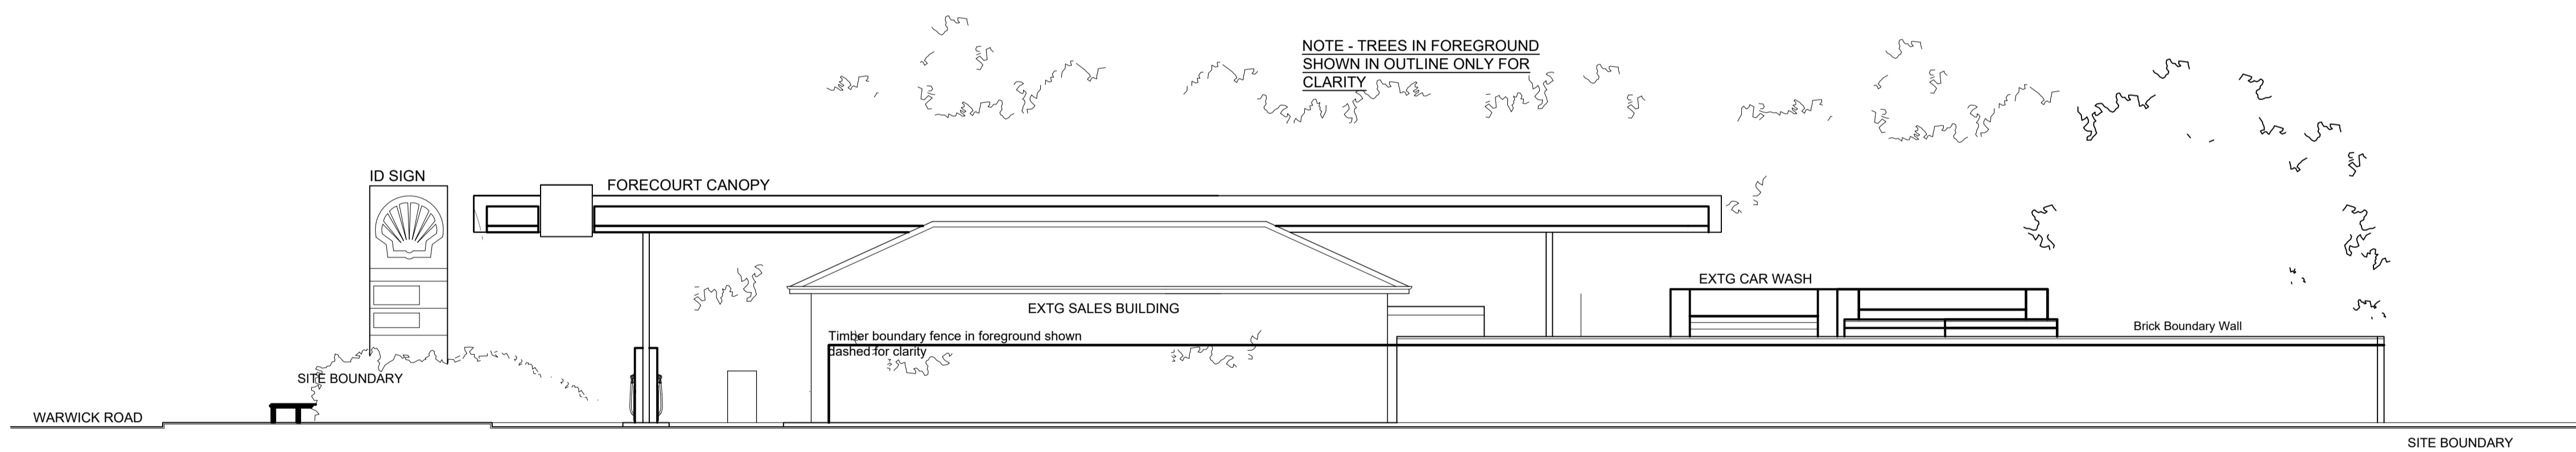 NOTE - TREES IN FOREGROUND
SHOWN IN OUTLINE ONLY FOR
CLARITY
ID SIGN
FORECOURT CANOPY
EXTG CAR WASH
EXTG SALES BUILDING
Brick Boundary Wall
Timber boundary fence in foreground shown
dashed for clarity
SITE BOUNDARY
WARWICK ROAD
SITE BOUNDARY